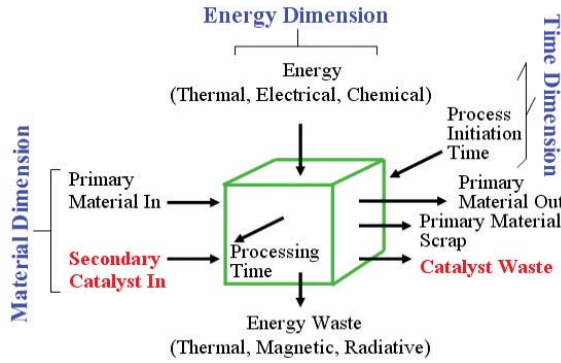 Energy Dimension
Energy
(Thermal, Electrical, Chemical)
Time Dimension
Process
Initiation
Time
Material Dimension
Primary
Material In
Primary
Material Out
Primary Material
Scrap
Processing
Time
Secondary
Catalyst In
Catalyst Waste
Energy Waste
(Thermal, Magnetic, Radiative)